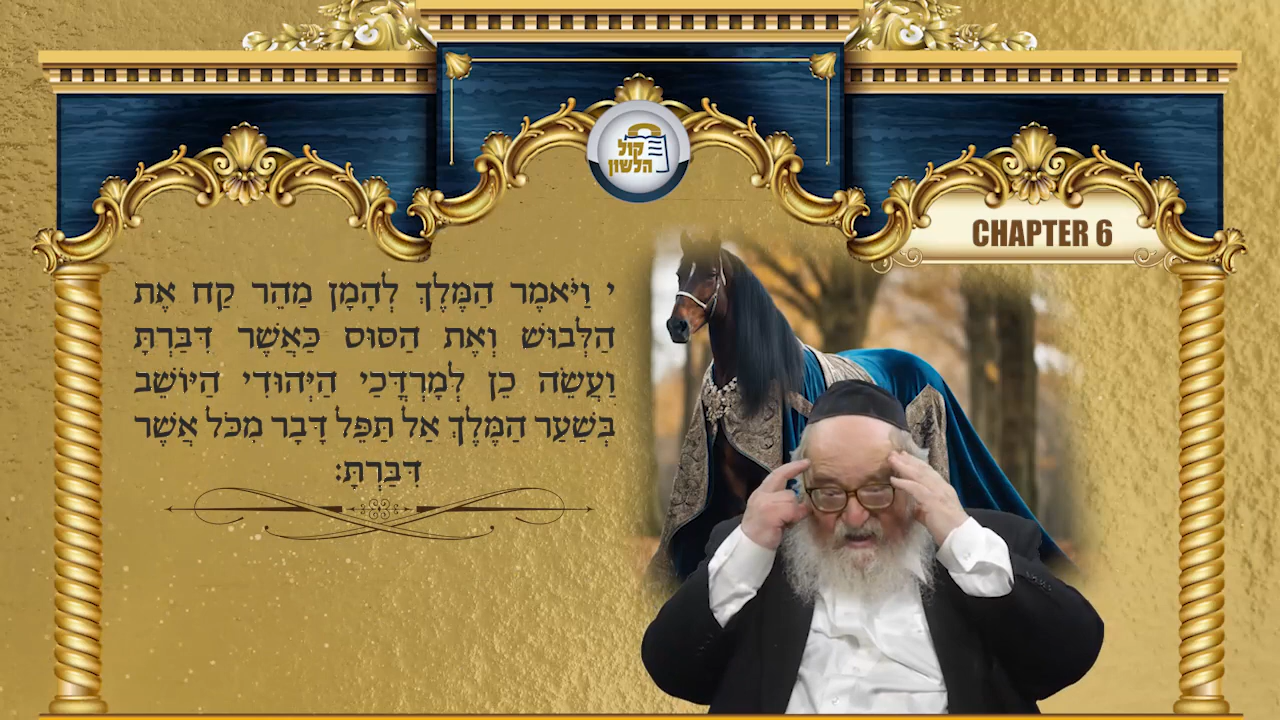 קול
הלשון
CHAPTER 6
י וַיֹּאמֶר הַמֶּלֶךְ לְהָמָן מַהֵר קַח אֶת
הַלְּבוּשׁ וְאֶת הַסּוּס כַּאֲשֶׁר דִּבַּרְתָּ
וַעֲשֵׂה כֵן לְמָרְדֳּכַי הַיְּהוּדִי הַיּוֹשֵׁב
בְּשַׁעַר הַמֶּלֶךְ אַל תַּפֵּל דָּבָר מִכֹּל אֲשֶׁר
דִּבַּרְתָּ: